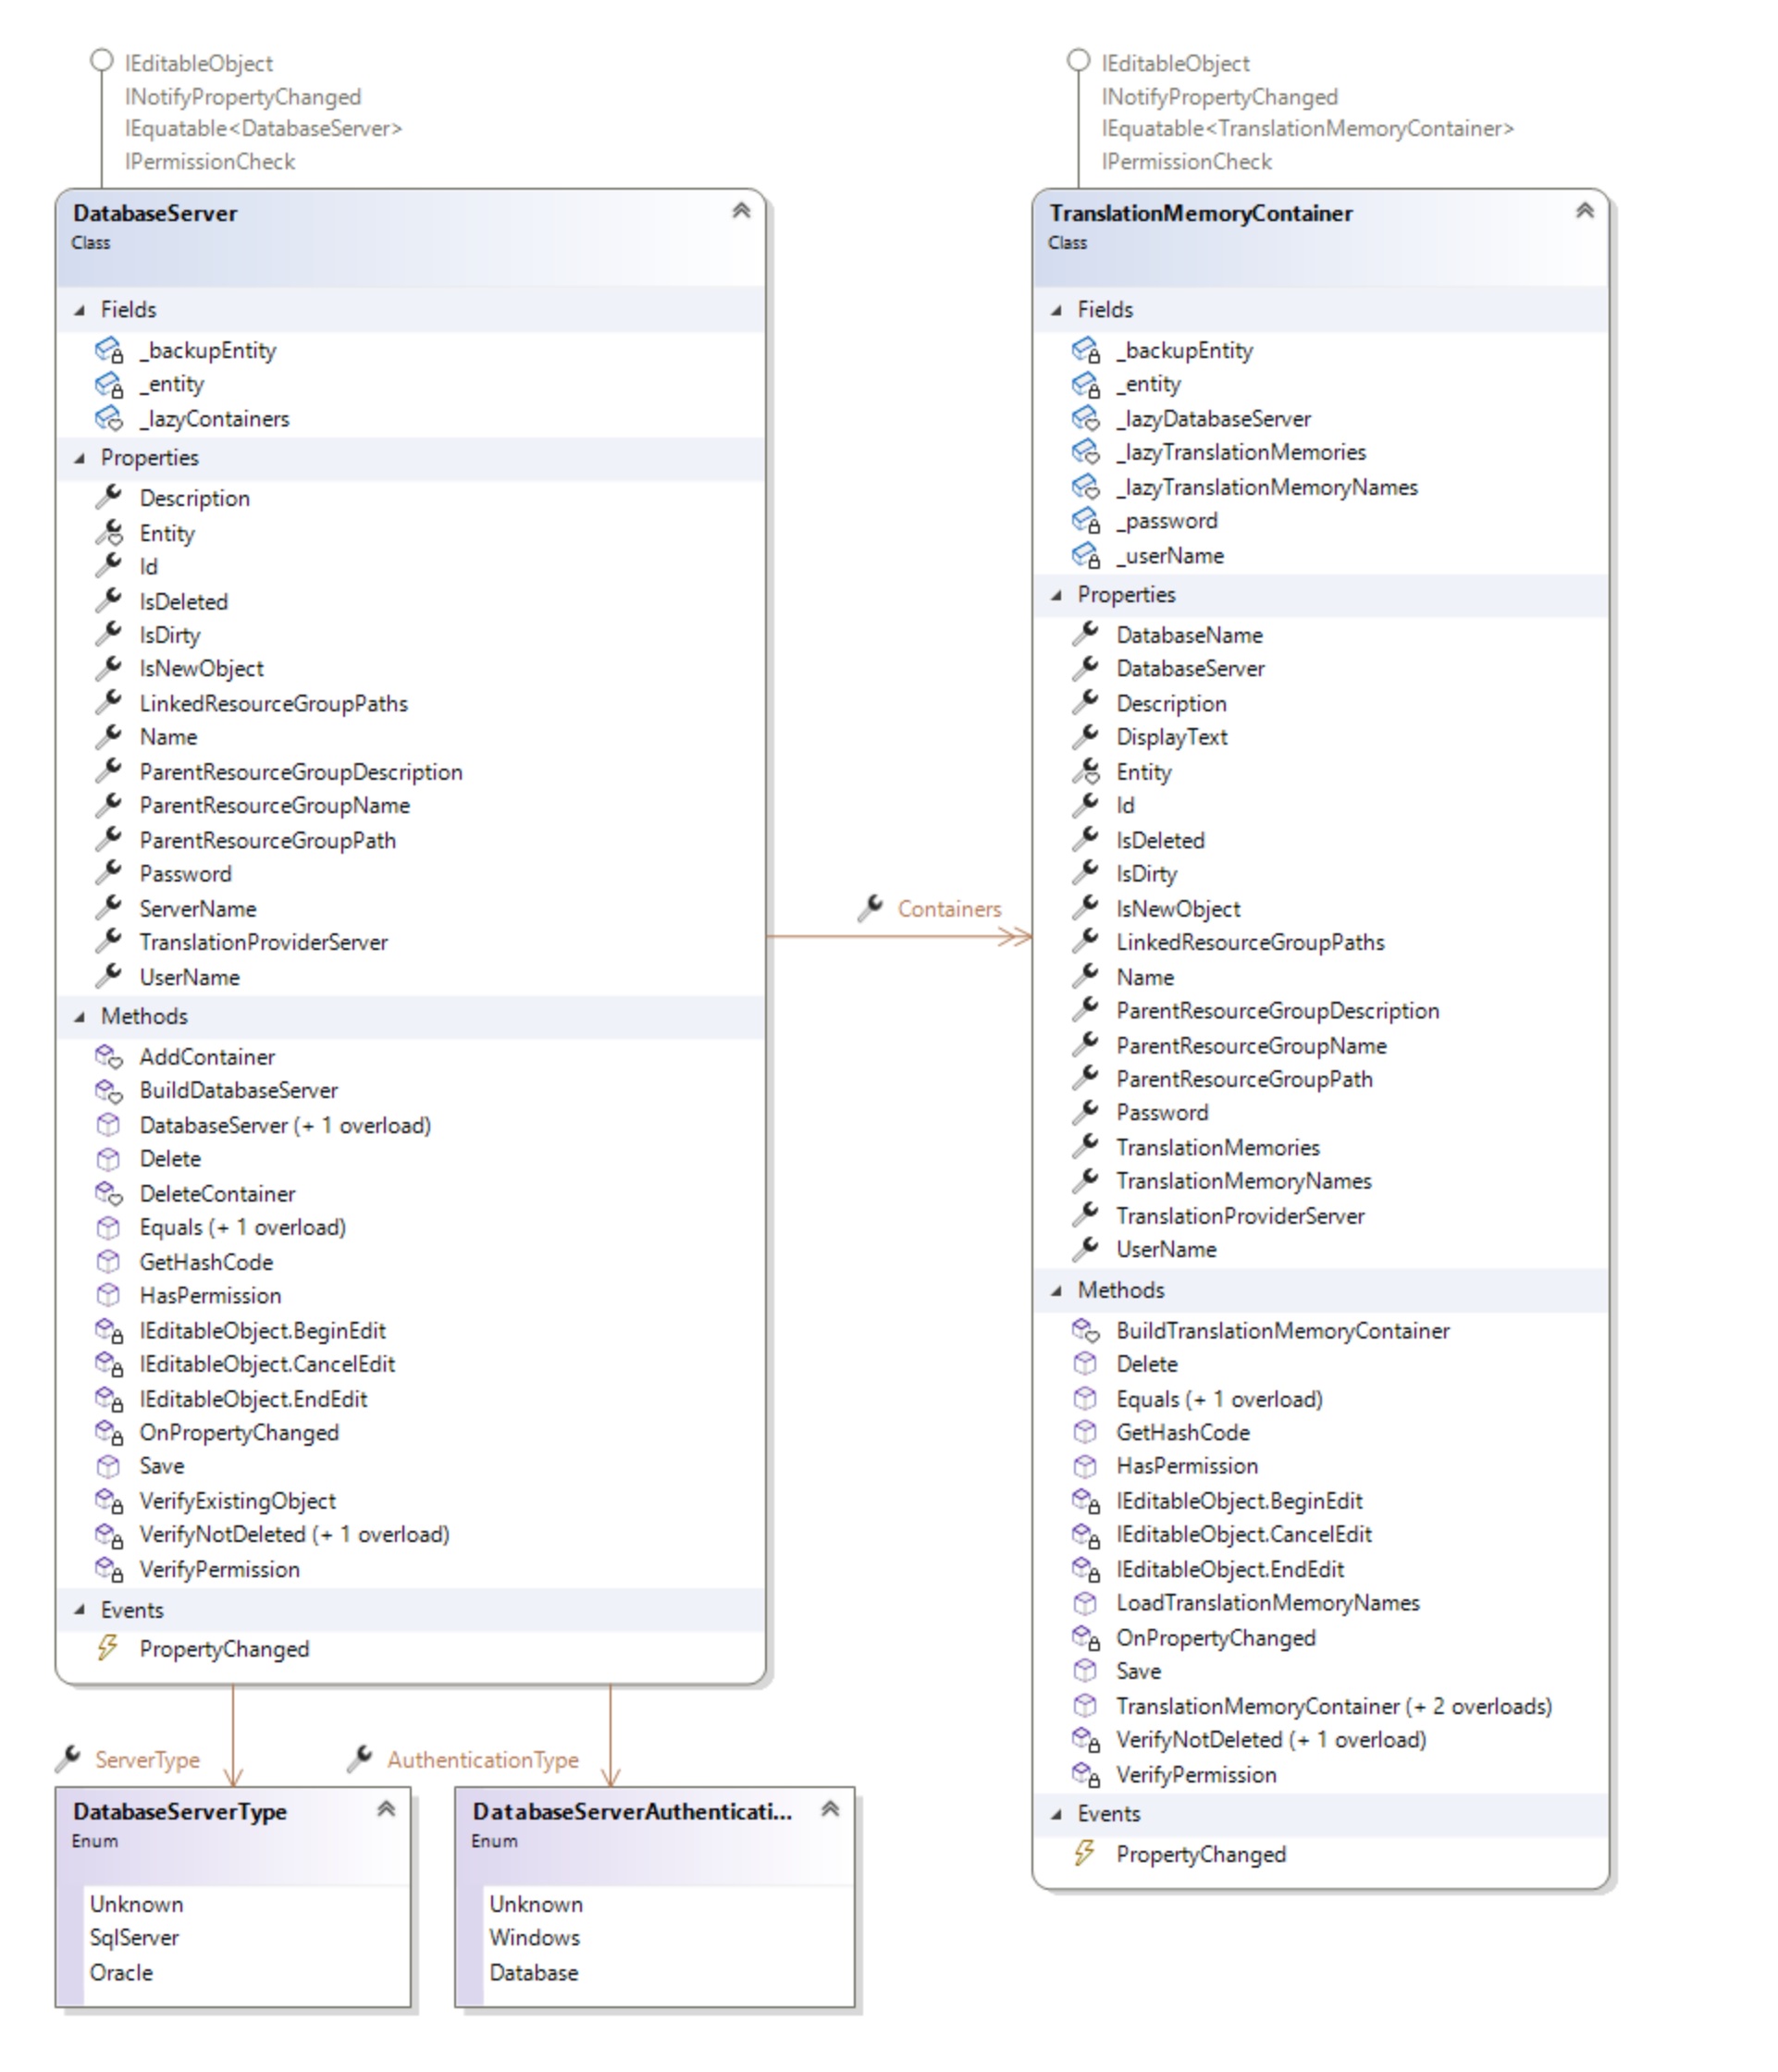 IEditableObject
INotifyPropertyChanged
IEquatable<DatabaseServer>
IPermissionCheck
DatabaseServer
Class
Fields
_backupEntity
_entity
_lazyContainers
Properties
Description
Entity
Id
IsDeleted
IsDirty
IsNewObject
LinkedResourceGroupPaths
Name
ParentResourceGroupDescription
ParentResourceGroupName
ParentResourceGroupPath
Password
ServerName
TranslationProviderServer
UserName
Methods
AddContainer
BuildDatabaseServer
DatabaseServer (+ 1 overload)
Delete
DeleteContainer
Equals (+ 1 overload)
GetHashCode
HasPermission
IEditableObject.BeginEdit
IEditableObject.CancelEdit
IEditableObject.EndEdit
OnPropertyChanged
Save
VerifyExistingObject
VerifyNotDeleted (+ 1 overload)
VerifyPermission
Events
PropertyChanged
ServerType
AuthenticationType
DatabaseServerType
Enum
Unknown
SqlServer
Oracle
DatabaseServerAuthenticati...
Enum
Unknown
Windows
Database
Containers
IEditableObject
INotifyPropertyChanged
IEquatable<TranslationMemoryContainer>
IPermissionCheck
TranslationMemoryContainer
Class
Fields
_backupEntity
_entity
_lazyDatabaseServer
_lazyTranslationMemories
_lazyTranslationMemoryNames
_password
_userName
Properties
DatabaseName
DatabaseServer
Description
DisplayText
Entity
Id
IsDeleted
IsDirty
IsNewObject
LinkedResourceGroupPaths
Name
ParentResourceGroupDescription
ParentResourceGroupName
ParentResourceGroupPath
Password
TranslationMemories
TranslationMemoryNames
TranslationProviderServer
UserName
Methods
BuildTranslationMemoryContainer
Delete
Equals (+ 1 overload)
GetHashCode
HasPermission
IEditableObject.BeginEdit
IEditableObject.CancelEdit
IEditableObject.EndEdit
LoadTranslationMemoryNames
OnPropertyChanged
Save
TranslationMemoryContainer (+ 2 overloads)
VerifyNotDeleted (+ 1 overload)
VerifyPermission
Events
PropertyChanged